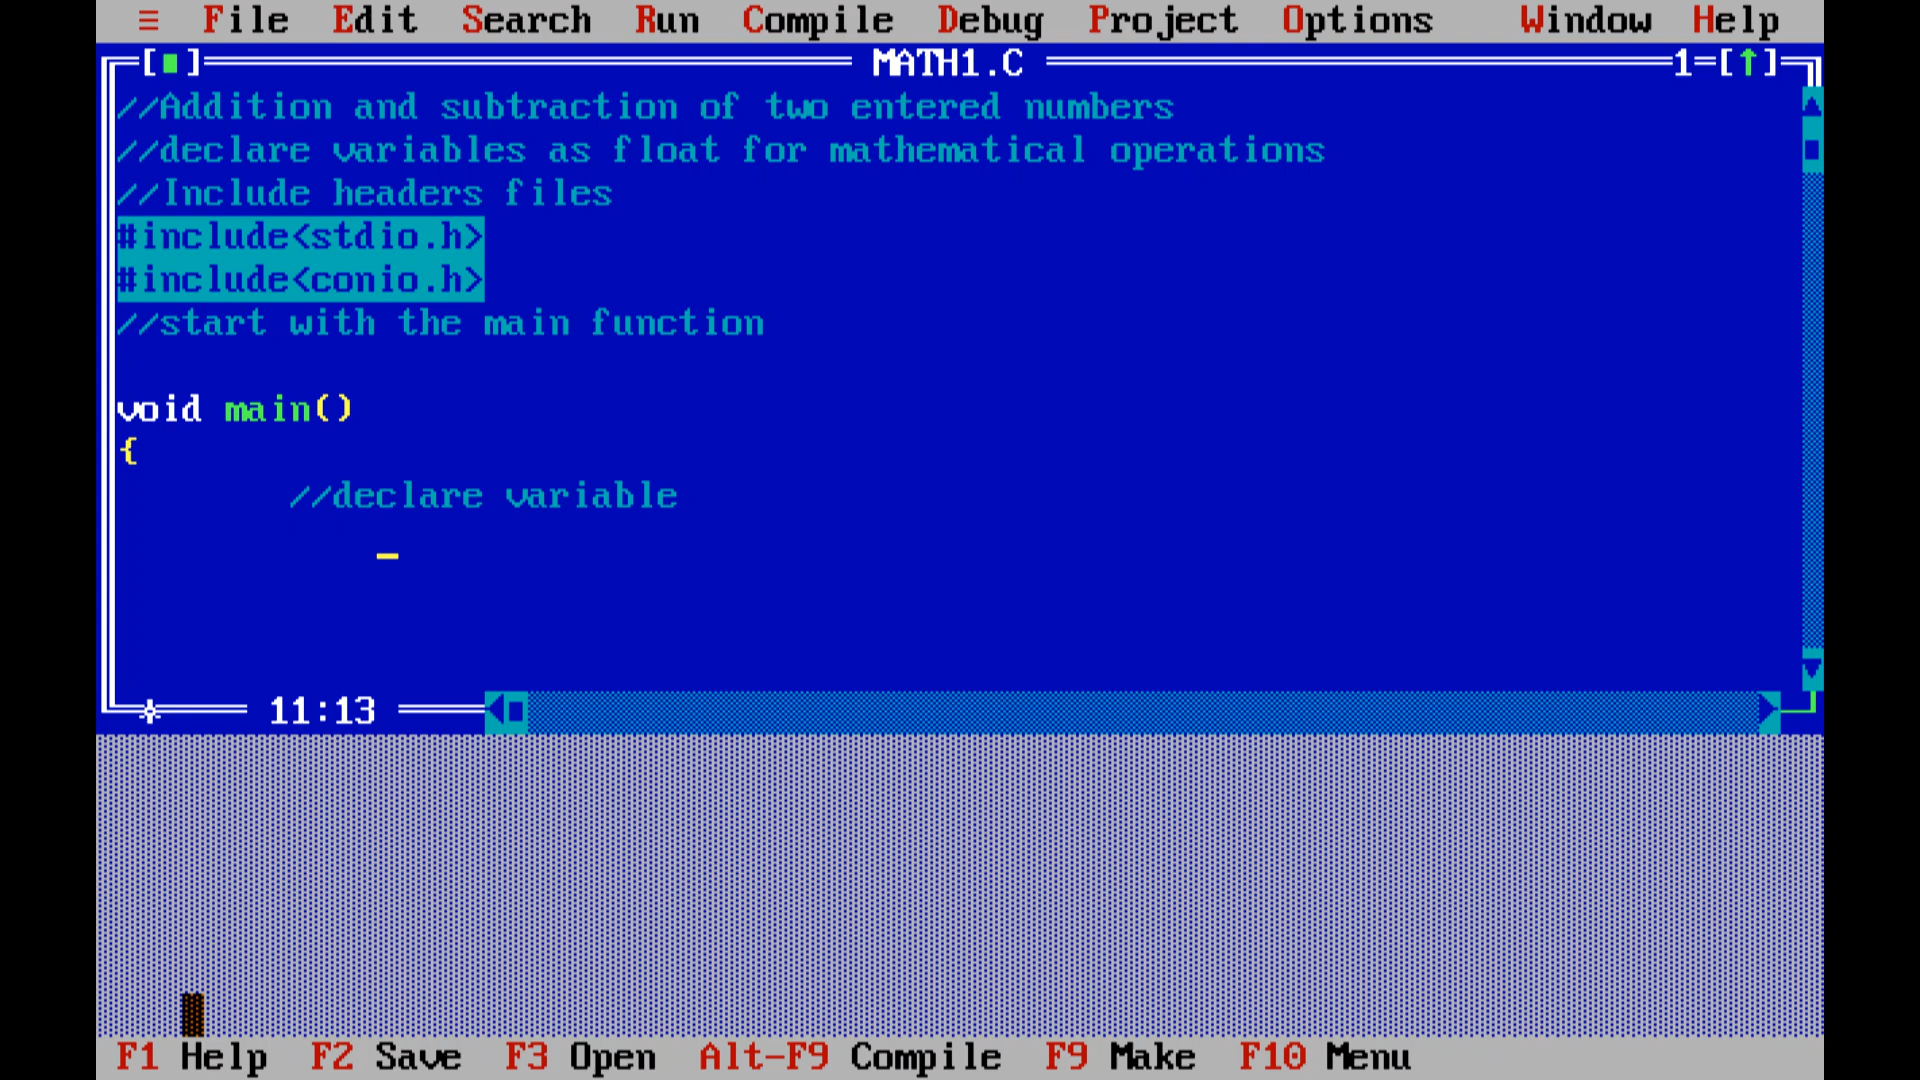 ≡ File Edit Search Run Compile Debug Project Options Window Help
[■] MATH1.C 1=[↑]
//Addition and subtraction of two entered numbers
//declare variables as float for mathematical operations
//Include headers files
#include<stdio.h>
#include<conio.h>
//start with the main function
void main()
{
//declare variable
11:13
F1 Help F2 Save F3 Open Alt-F9 Compile F9 Make F10 Menu